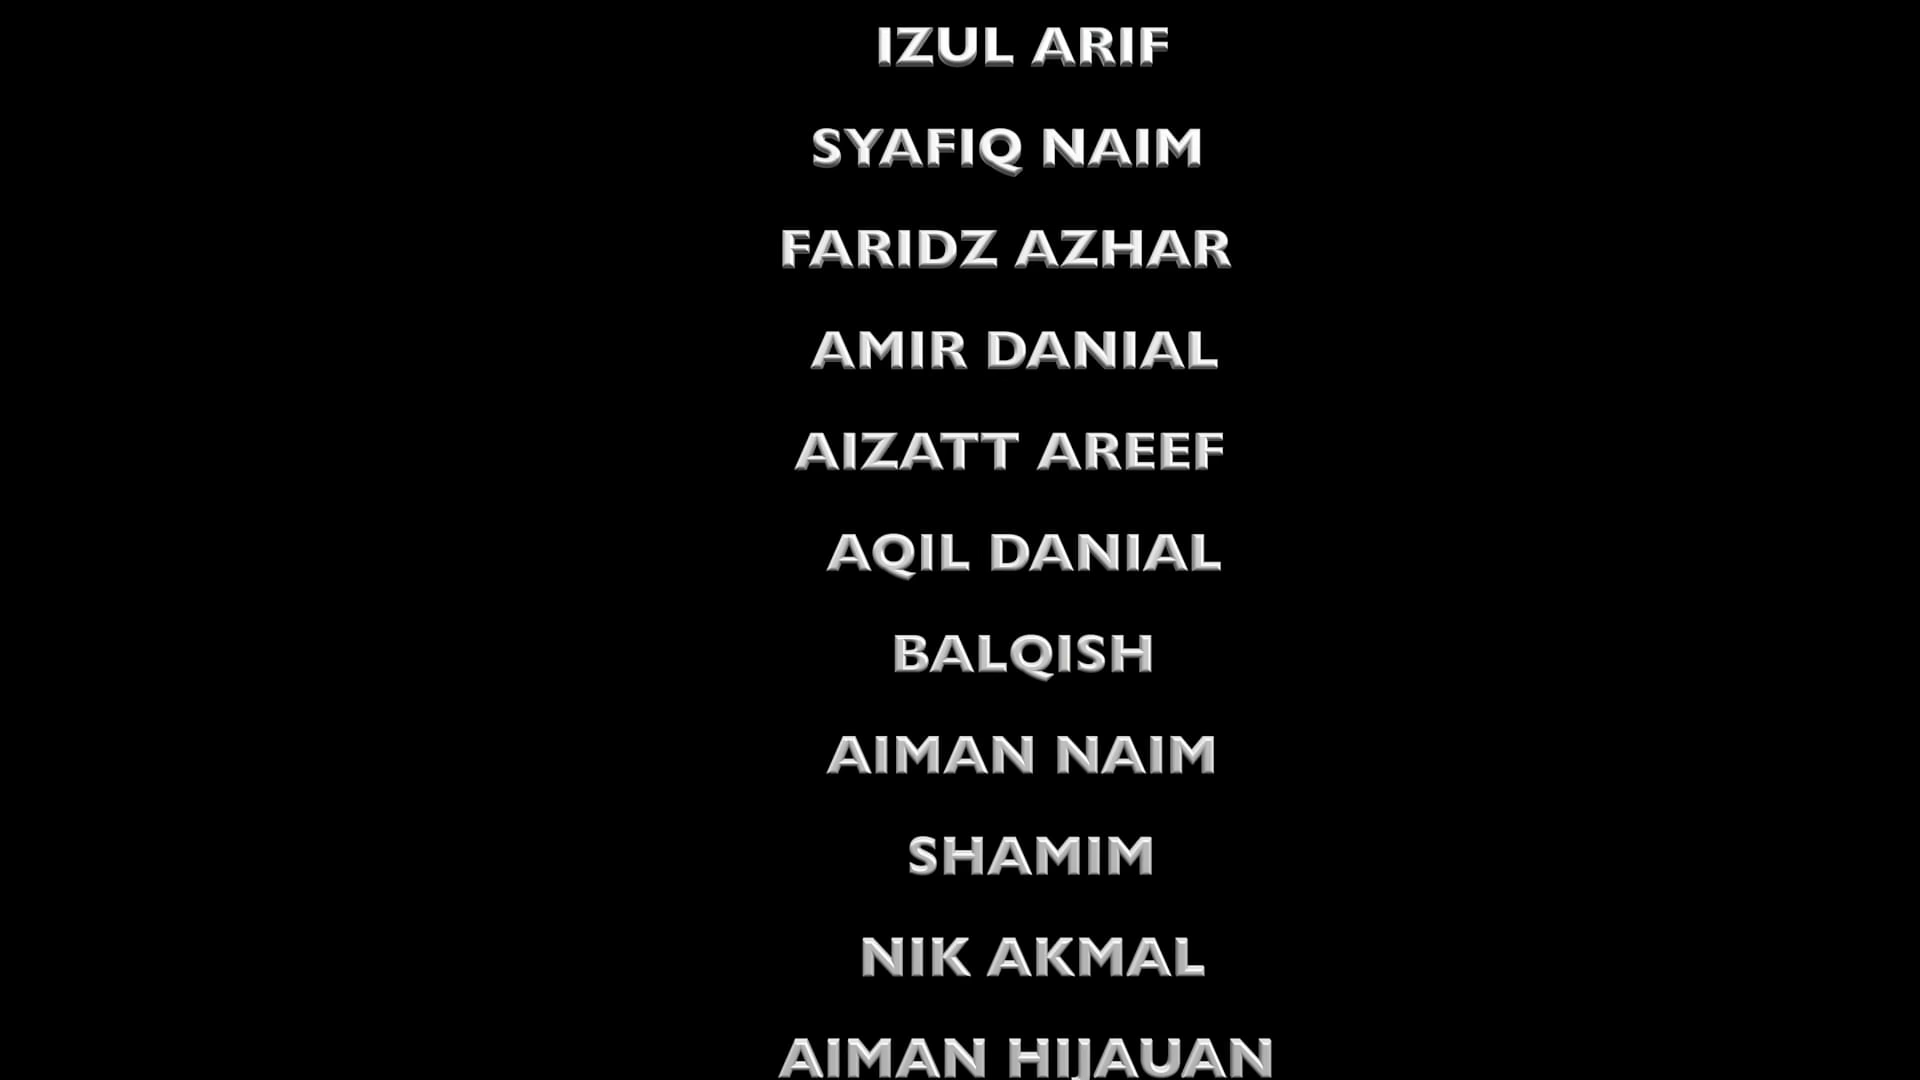 IZUL ARIF
SYAFIQ NAIM
FARIDZ AZHAR
AMIR DANIAL
AIZATT AREEF
AQIL DANIAL
BALQISH
AIMAN NAIM
SHAMIM
NIK AKMAL
AIMAN HIJAUAN